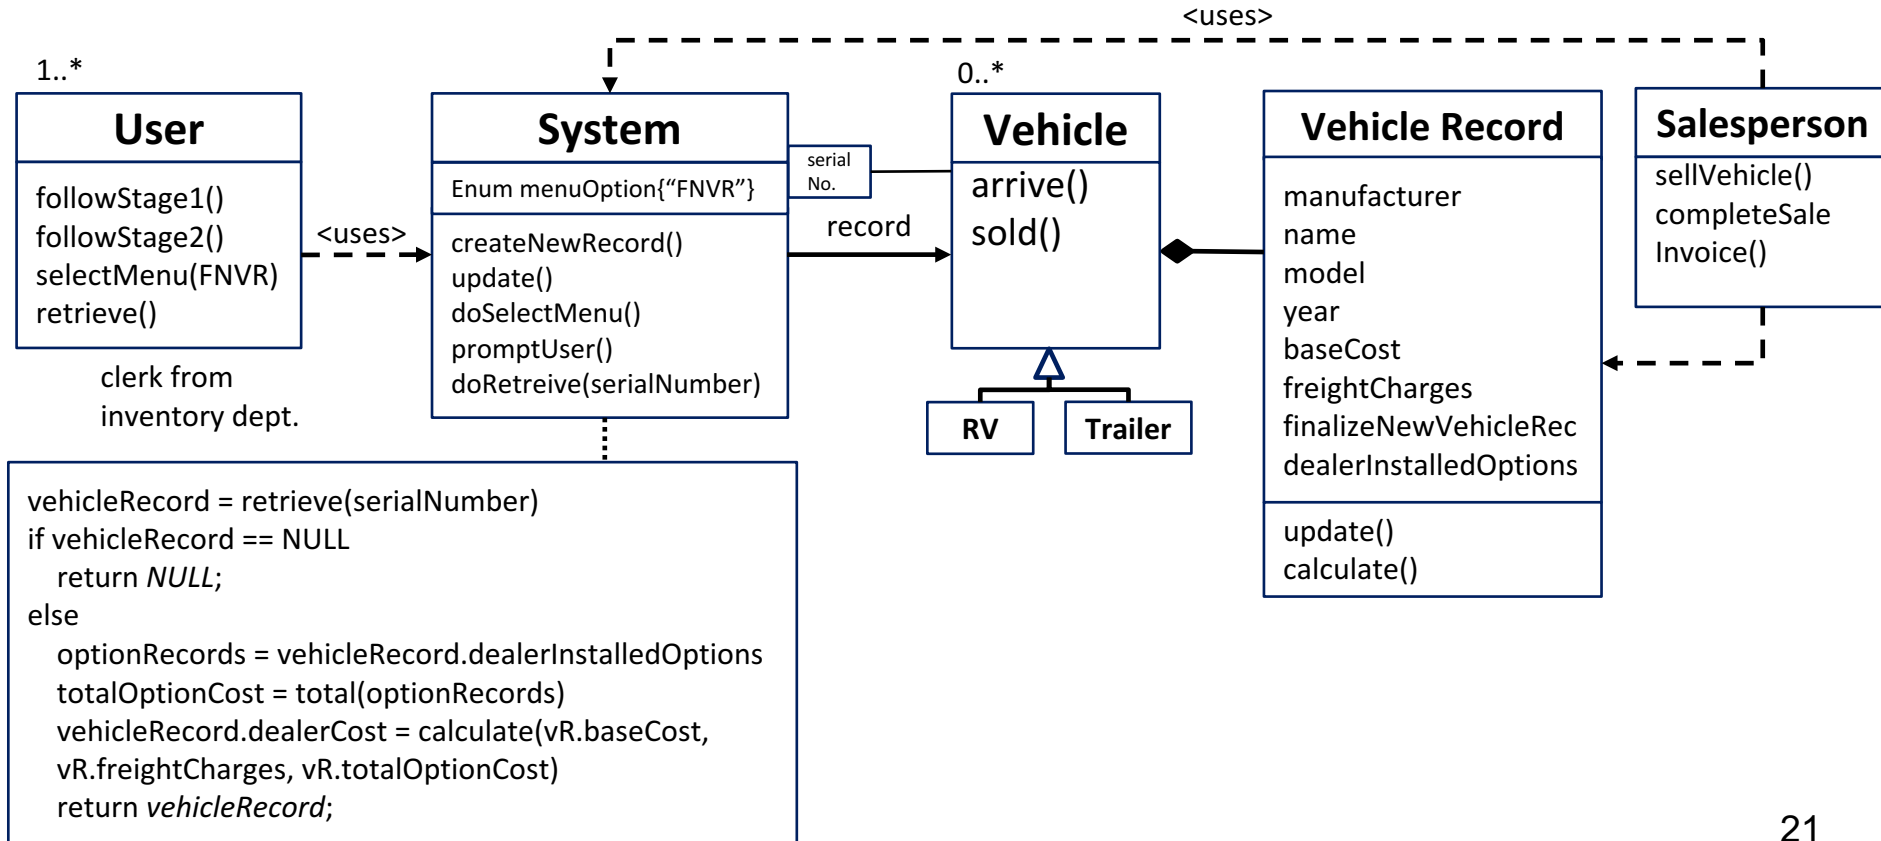 <uses>
1..*
User
followStage1()
followStage2()
selectMenu(FNVR)
retrieve()
clerk from
inventory dept.
<uses>
System
Enum menuOption{“FNVR”}
createNewRecord()
update()
doSelectMenu()
promptUser()
doRetreive(serialNumber)
serial
No.
record
0..*
Vehicle
arrive()
sold()
RV
Trailer
Vehicle Record
manufacturer
name
model
year
baseCost
freightCharges
finalizeNewVehicleRec
dealerInstalledOptions
update()
calculate()
Salesperson
sellVehicle()
completeSale
Invoice()
vehicleRecord = retrieve(serialNumber)
if vehicleRecord == NULL
return NULL;
else
optionRecords = vehicleRecord.dealerInstalledOptions
totalOptionCost = total(optionRecords)
vehicleRecord.dealerCost = calculate(vR.baseCost,
vR.freightCharges, vR.totalOptionCost)
return vehicleRecord;
21